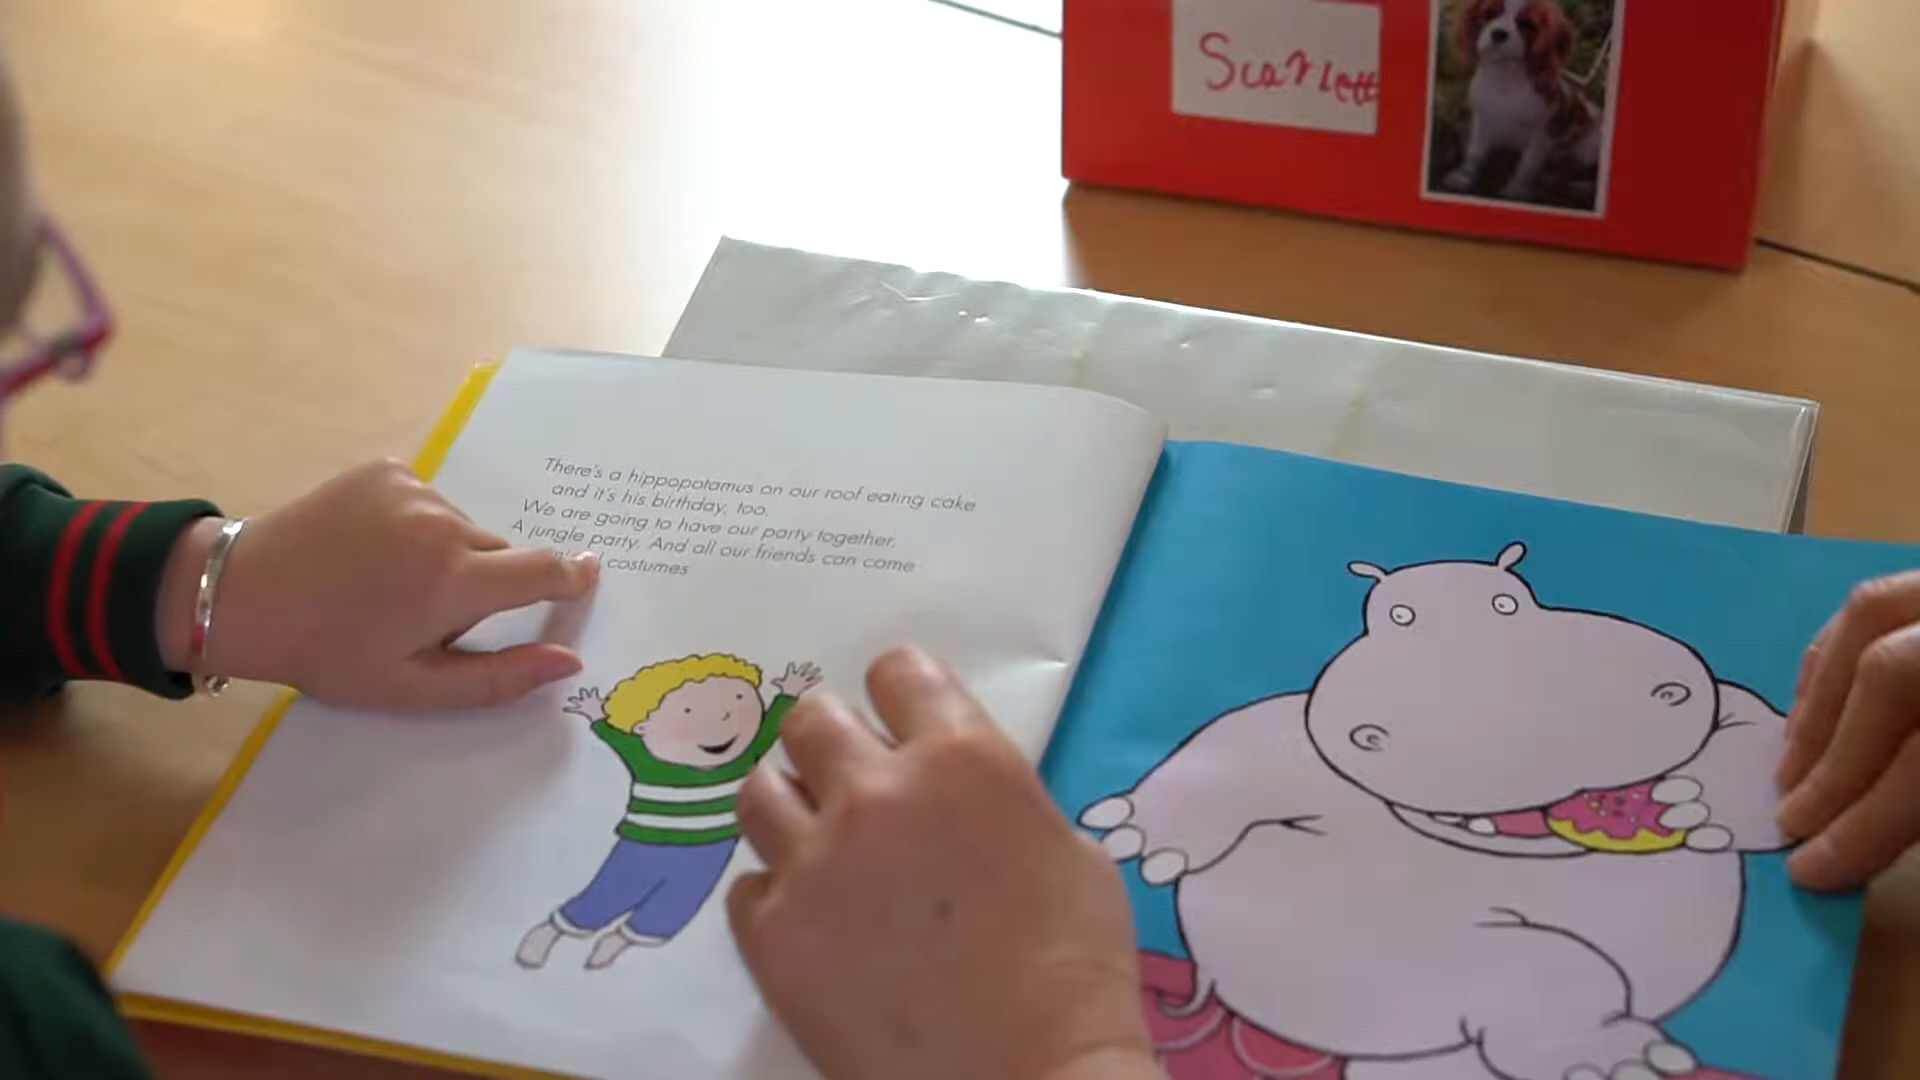 Scarlett
There's a hippopotamus on our roof eating cake
and it's his birthday, too.
We are going to have our party together.
A jungle party. And all our friends can come
costumes